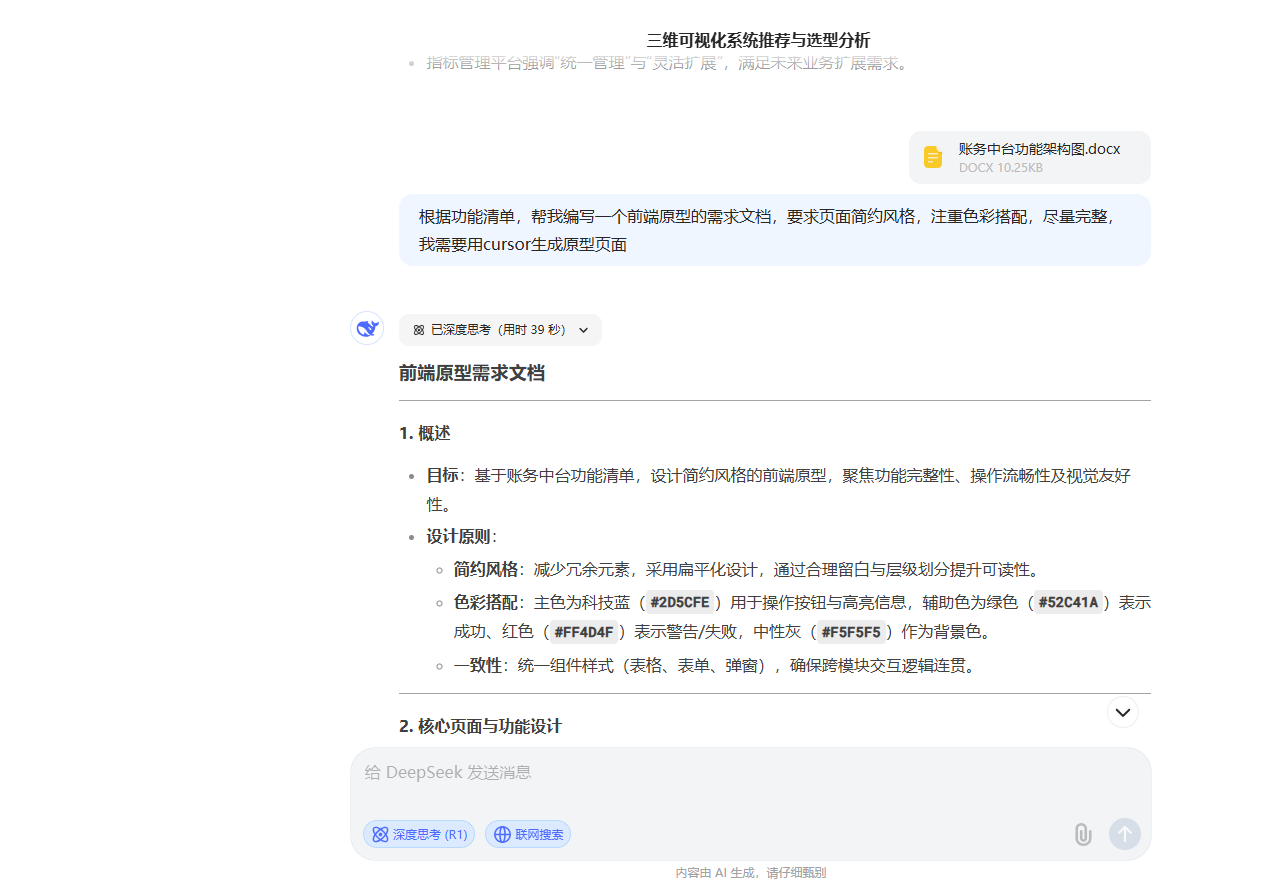 三维可视化系统推荐与选型分析
指标管理平台强调“统一管理”与“灵活扩展”，满足未来业务扩展需求。
账务中台功能架构图.docx
DOCX 10.25KB
根据功能清单，帮我编写一个前端原型的需求文档，要求页面简约风格，注重色彩搭配，尽量完整，
我需要用cursor生成原型页面
已深度思考（用时 39 秒）
前端原型需求文档
1. 概述
目标：基于账务中台功能清单，设计简约风格的前端原型，聚焦功能完整性、操作流畅性及视觉友好
性。
设计原则：
简约风格：减少冗余元素，采用扁平化设计，通过合理留白与层级划分提升可读性。
色彩搭配：主色为科技蓝（#2D5CFE）用于操作按钮与高亮信息，辅助色为绿色（#52C41A）表示
成功、红色（#FF4D4F）表示警告/失败，中性灰（#F5F5F5）作为背景色。
一致性：统一组件样式（表格、表单、弹窗），确保跨模块交互逻辑连贯。
2. 核心页面与功能设计
给 DeepSeek 发送消息
深度思考 (R1)
联网搜索
内容由 AI 生成，请仔细甄别